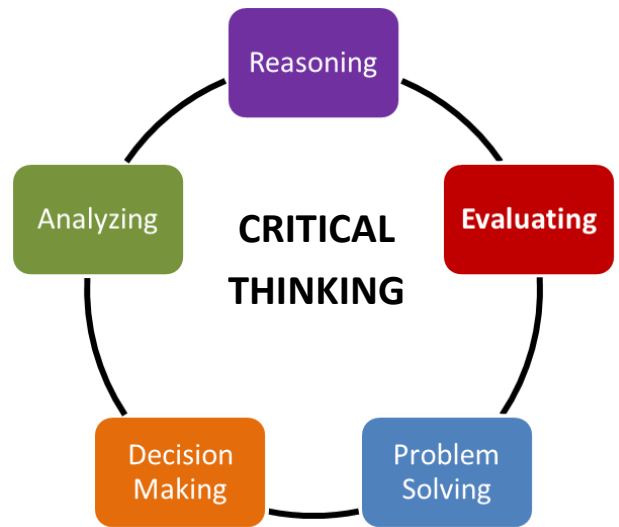 Reasoning
Evaluating
Problem
Solving
Decision
Making
Analyzing
CRITICAL
THINKING